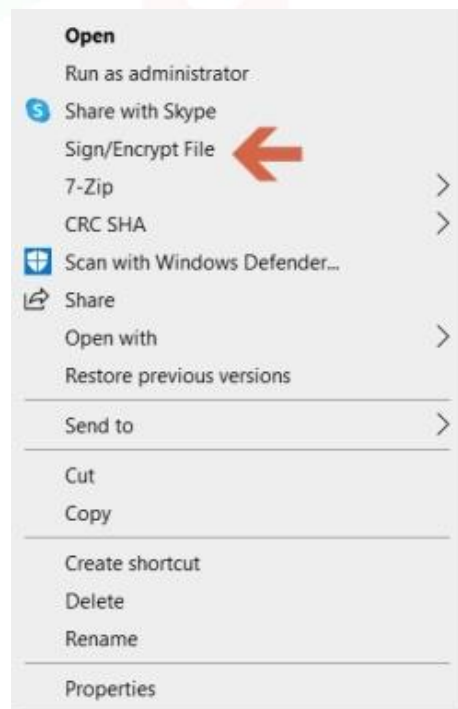 Open
Run as administrator
Share with Skype
Sign/Encrypt File
7-Zip
CRC SHA
Scan with Windows Defender...
Share
Open with
Restore previous versions
Send to
Cut
Copy
Create shortcut
Delete
Rename
Properties